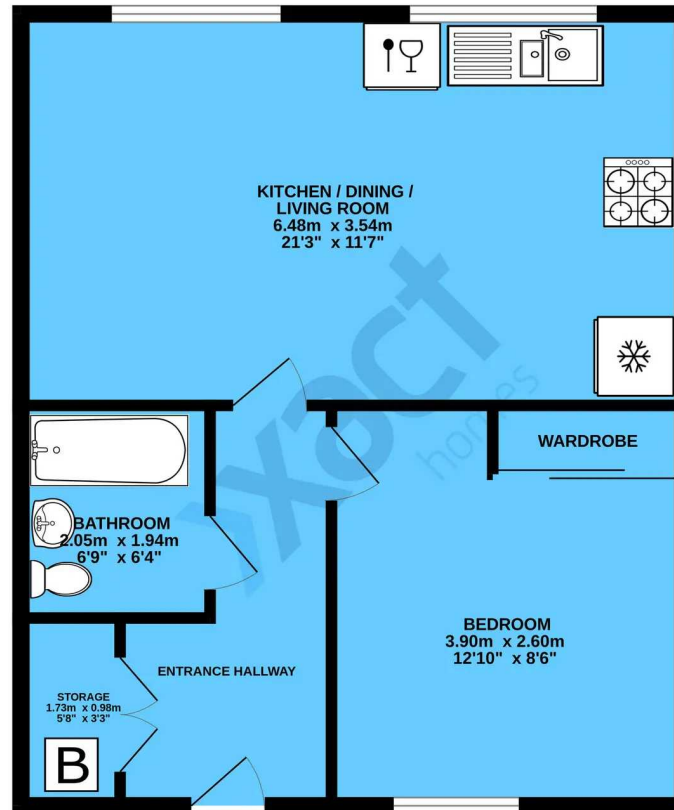 KITCHEN / DINING /
LIVING ROOM
6.48m x 3.54m
21'3" x 11'7"
xact
homes
WARDROBE
BATHROOM
2.05m x 1.94m
6'9" x 6'4"
BEDROOM
3.90m x 2.60m
12'10" x 8'6"
ENTRANCE HALLWAY
STORAGE
1.73m x 0.98m
5'8" x 3'3"
B